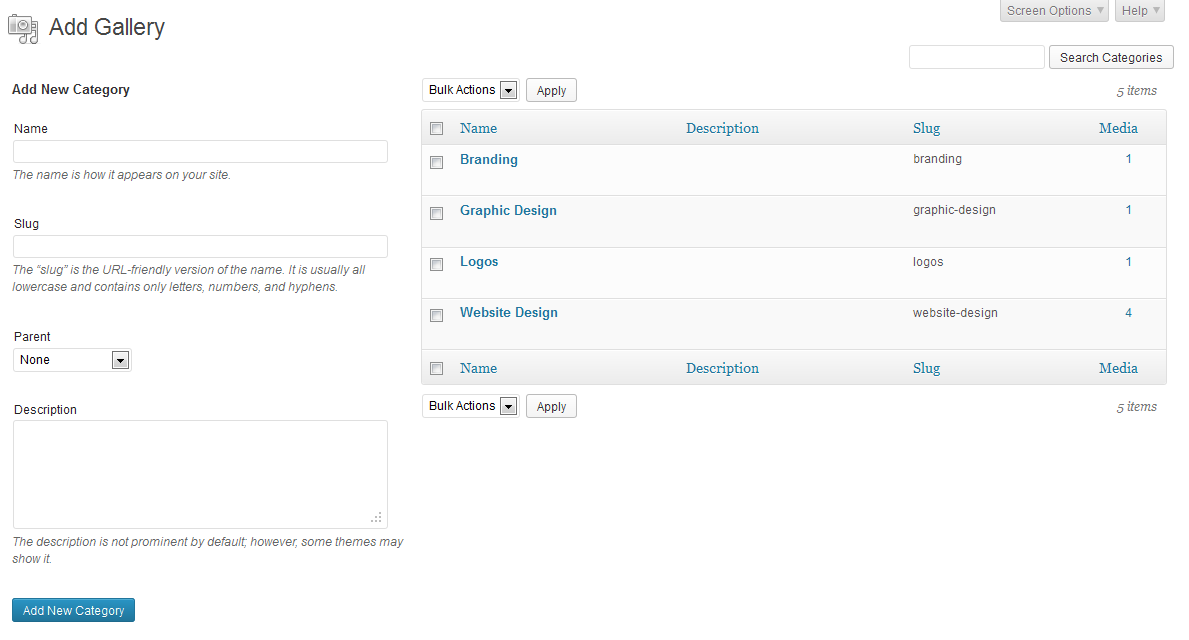 Screen Options
Help
Add Gallery
Search Categories
Add New Category
Name
The name is how it appears on your site.
Slug
The “slug” is the URL-friendly version of the name. It is usually all
lowercase and contains only letters, numbers, and hyphens.
Parent
None
Description
The description is not prominent by default; however, some themes may
show it.
Add New Category
Bulk Actions Apply 5 items
Name Description Slug Media
Branding branding 1
Graphic Design graphic-design 1
Logos logos 1
Website Design website-design 4
Name Description Slug Media
Bulk Actions Apply 5 items